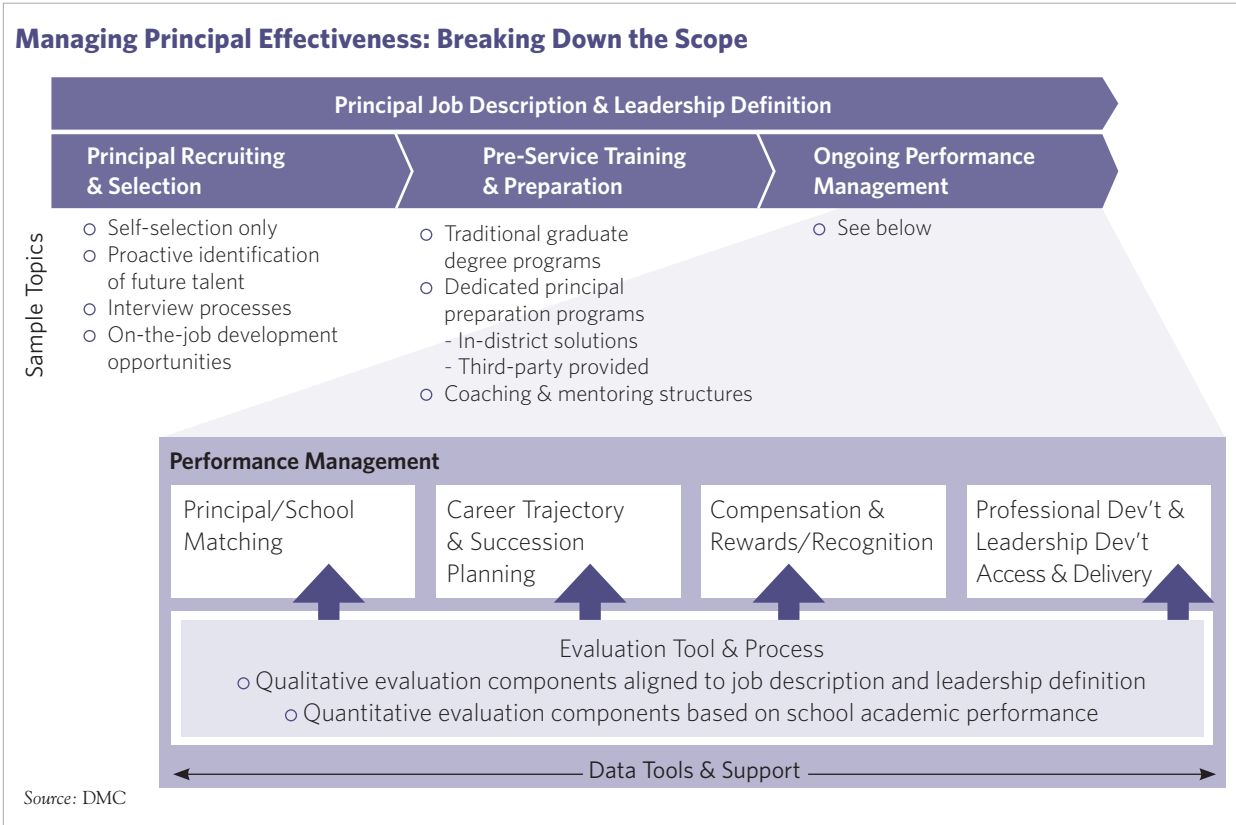 Managing Principal Effectiveness: Breaking Down the Scope
Principal Job Description & Leadership Definition
Principal Recruiting
& Selection
Pre-Service Training
& Preparation
Ongoing Performance
Management
Sample Topics
○ Self-selection only
○ Proactive identification
of future talent
○ Interview processes
○ On-the-job development
opportunities
○ Traditional graduate
degree programs
○ Dedicated principal
preparation programs
- In-district solutions
- Third-party provided
○ Coaching & mentoring structures
○ See below
Performance Management
Principal/School
Matching
Career Trajectory
& Succession
Planning
Compensation &
Rewards/Recognition
Professional Dev't &
Leadership Dev't
Access & Delivery
Evaluation Tool & Process
○ Qualitative evaluation components aligned to job description and leadership definition
○ Quantitative evaluation components based on school academic performance
Data Tools & Support
Source: DMC